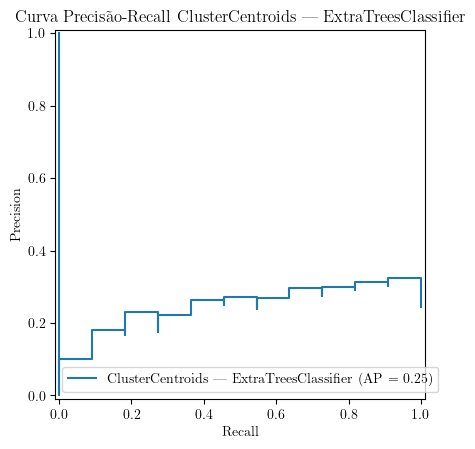 Curva Precisão-Recall ClusterCentroids — ExtraTreesClassifier
1.0
0.8
0.6
0.4
0.2
0.0
Precision
ClusterCentroids — ExtraTreesClassifier (AP = 0.25)
0.0 0.2 0.4 0.6 0.8 1.0
Recall